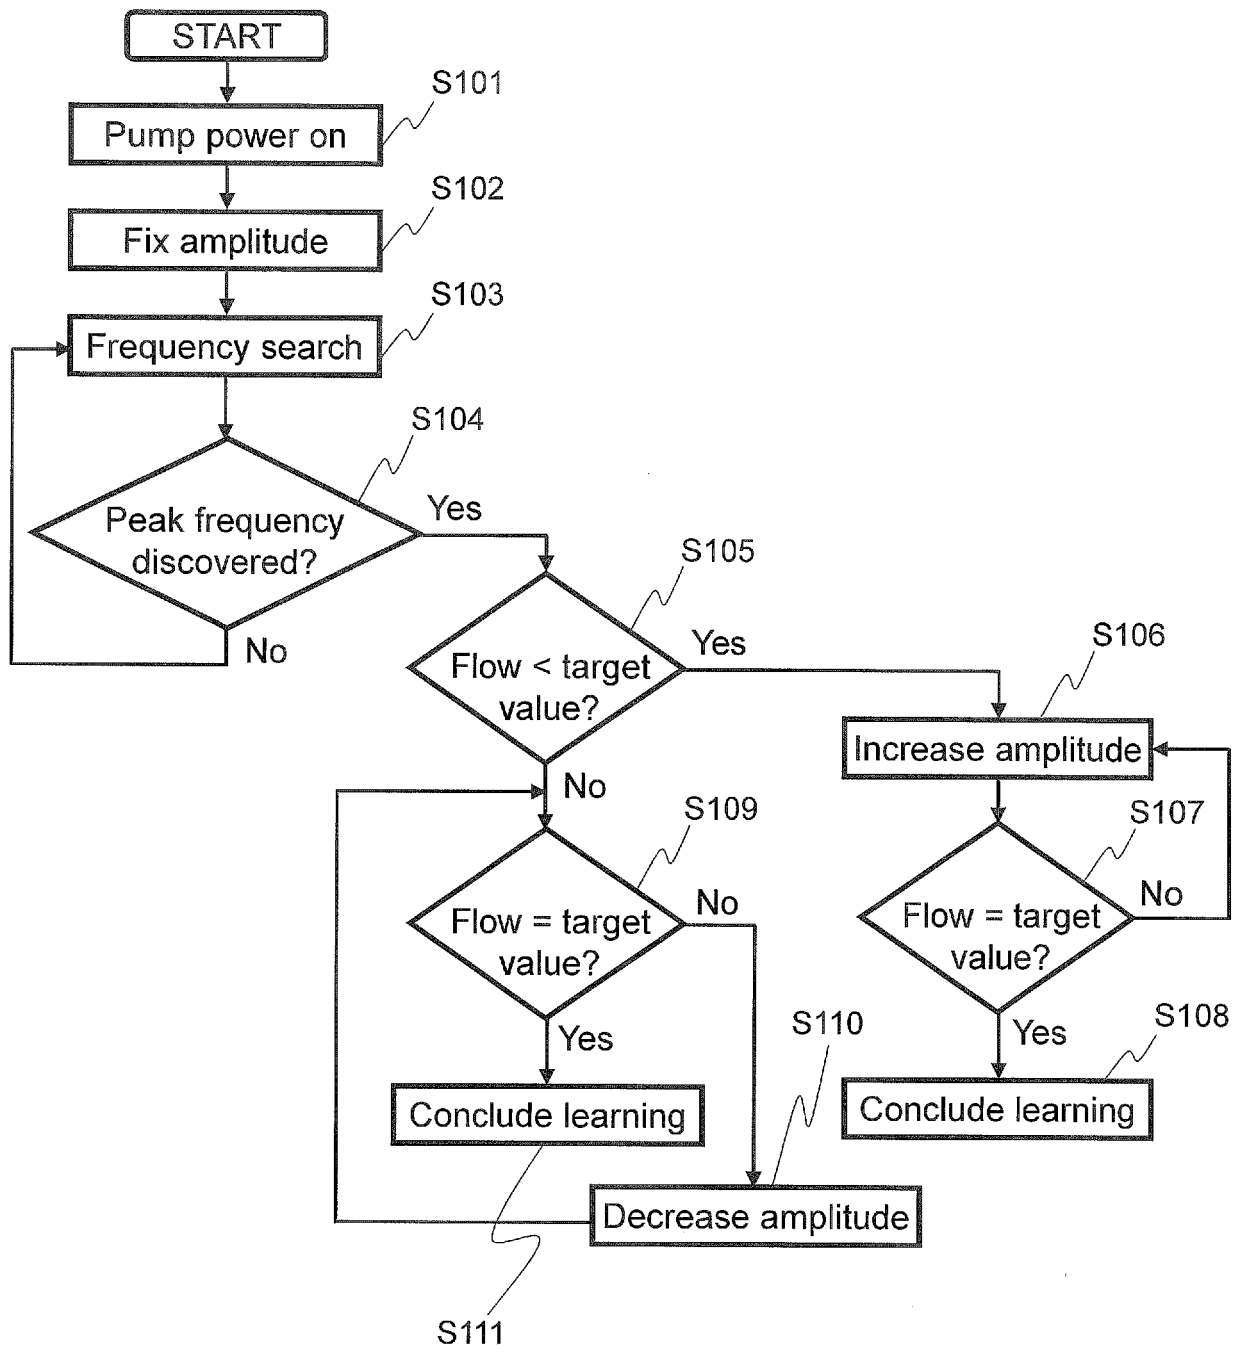 START
S101
Pump power on
S102
Fix amplitude
S103
Frequency search
S104
Peak frequency
discovered?
Yes
No
S105
Flow < target
value?
Yes
No
S106
Increase amplitude
S107
Flow = target
value?
No
Yes
S108
Conclude learning
S109
Flow = target
value?
No
Yes
S110
Conclude learning
Decrease amplitude
S111